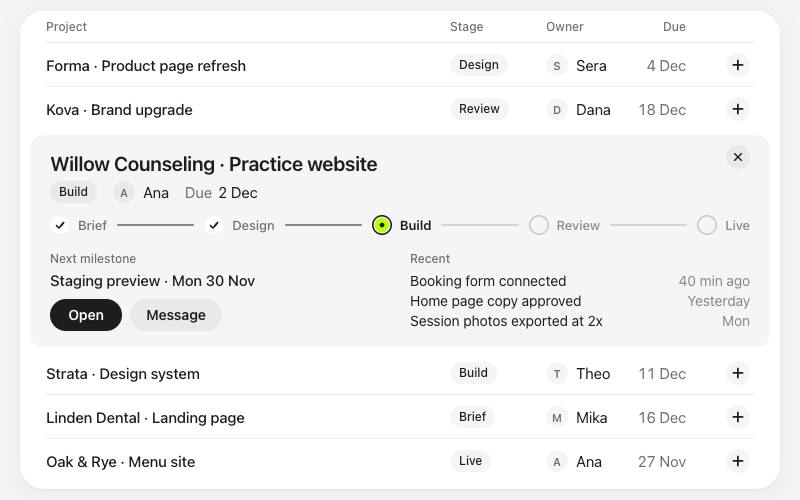 Project Stage Owner Due
Forma · Product page refresh Design S Sera 4 Dec
Kova · Brand upgrade Review D Dana 18 Dec
Willow Counseling · Practice website
Build A Ana Due 2 Dec
Brief Design Build Review Live
Next milestone
Staging preview · Mon 30 Nov
Open Message
Recent
Booking form connected 40 min ago
Home page copy approved Yesterday
Session photos exported at 2x Mon
Strata · Design system Build T Theo 11 Dec
Linden Dental · Landing page Brief M Mika 16 Dec
Oak & Rye · Menu site Live A Ana 27 Nov